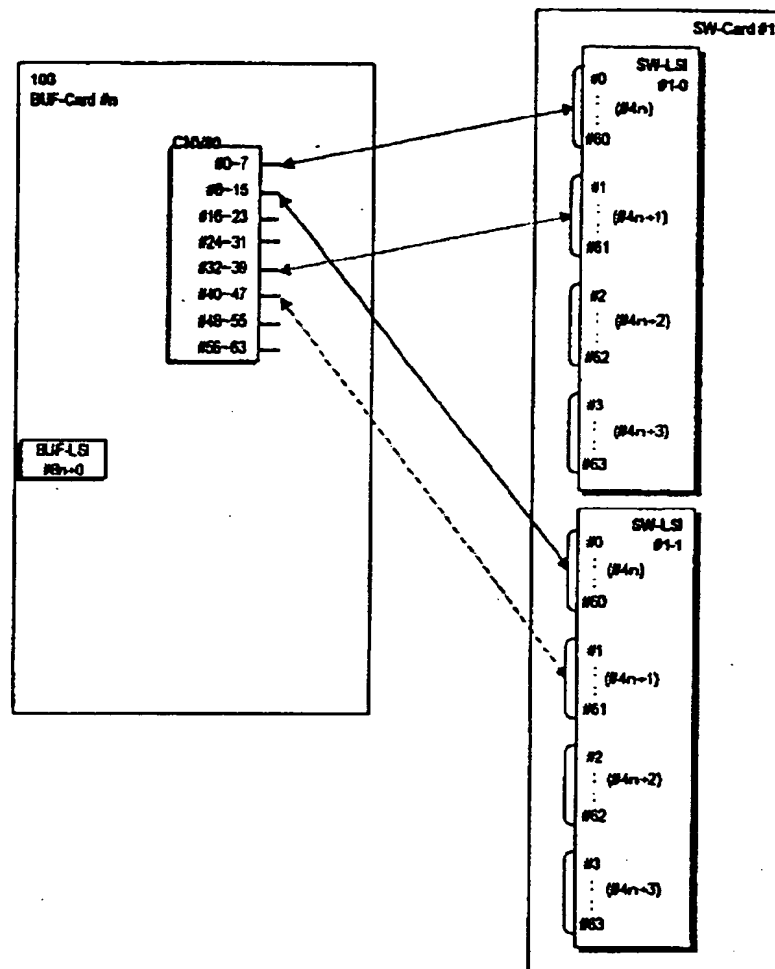 103
BUF-Card #n
#0~7
#8~15
#16~23
#24~31
#32~39
#40~47
#48~55
#56~63
BUF-LSI
#8n+0
SW-Card #1
SW-LSI
#1-0
#0
(#4n)
#60
#1
(#4n+1)
#61
#2
(#4n+2)
#62
#3
(#4n+3)
#63
SW-LSI
#1-1
#0
(#4n)
#60
#1
(#4n+1)
#61
#2
(#4n+2)
#62
#3
(#4n+3)
#63